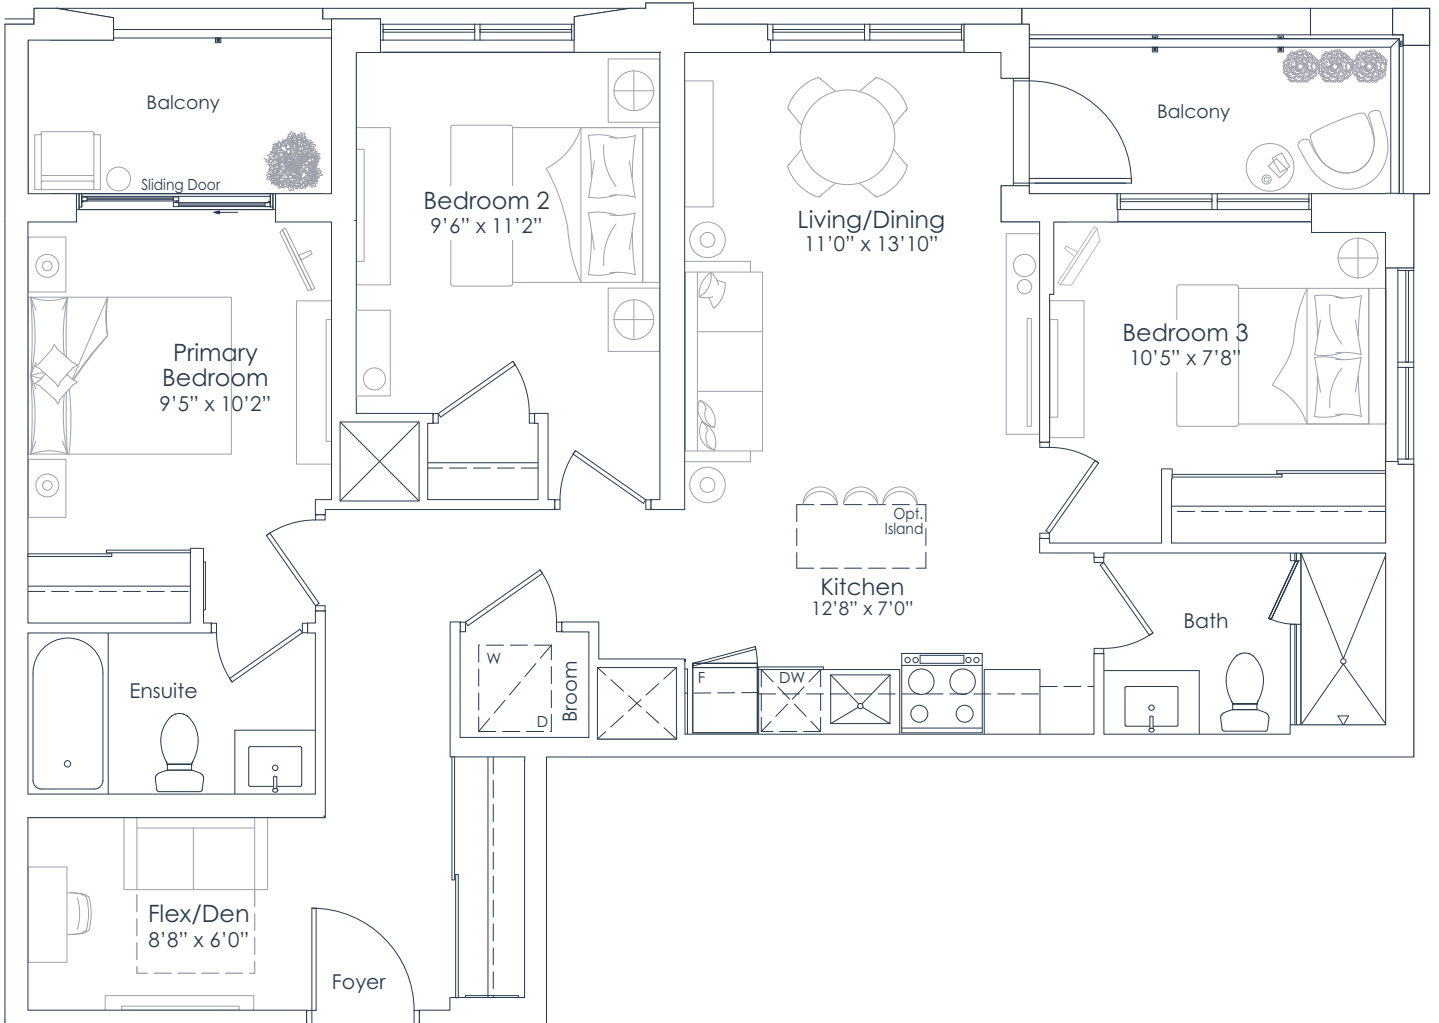 Balcony
Sliding Door
Bedroom 2
9’6” x 11’2”
Living/Dining
11’0” x 13’10”
Balcony
Primary
Bedroom
9’5” x 10’2”
Bedroom 3
10’5” x 7’8”
Opt.
Island
Kitchen
12’8” x 7’0”
Bath
Ensuite
W
D
Broom
F
DW
Flex/Den
8’8” x 6’0”
Foyer